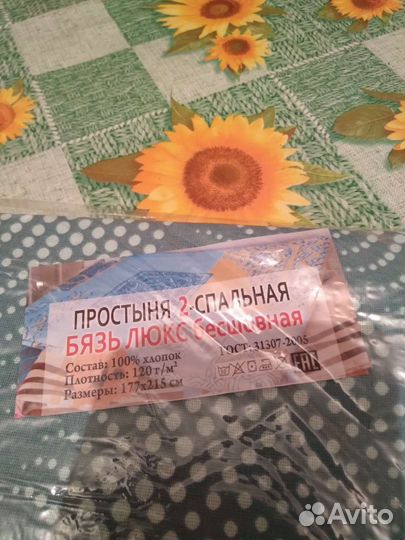 ПРОСТЫНЯ 2-СПАЛЬНАЯ
БЯЗЬ ЛЮКС бесшовная
Состав: 100% хлопок
ГОСТ: 31307-2005
Плотность: 120 г/м²
Размеры: 177х215 см
EAC
Avito